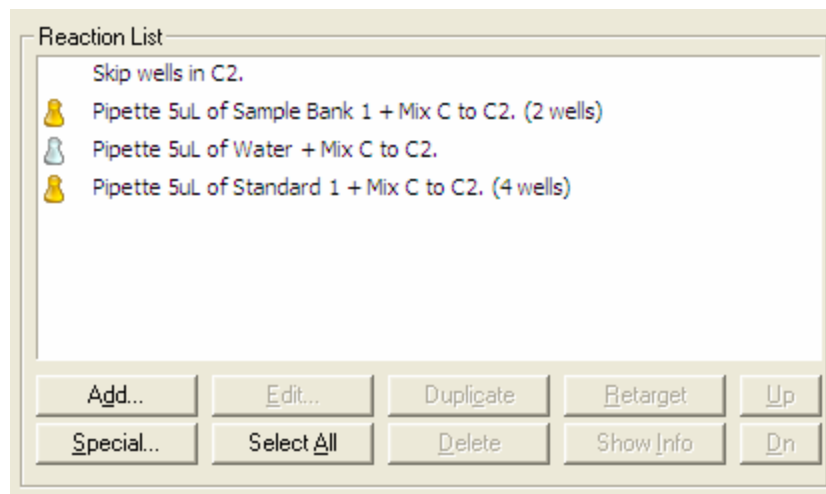 Reaction List
Skip wells in C2.
Pipette 5uL of Sample Bank 1 + Mix C to C2. (2 wells)
Pipette 5uL of Water + Mix C to C2.
Pipette 5uL of Standard 1 + Mix C to C2. (4 wells)
Add... Edit... Duplicate Retarget Up
Special... Select All Delete Show Info Dn